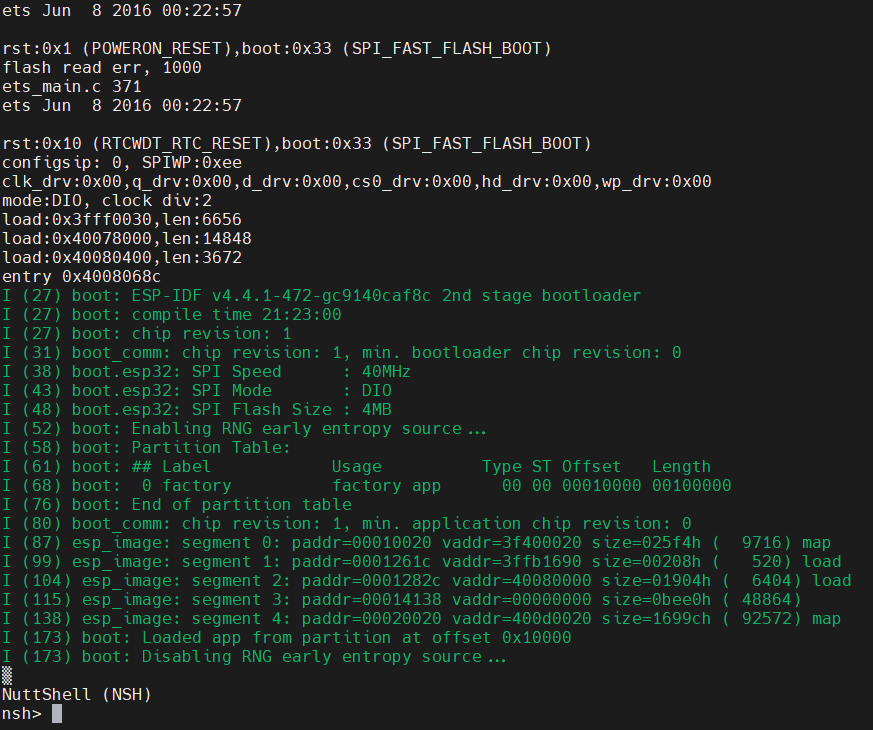 ets Jun  8 2016 00:22:57

rst:0x1 (POWERON_RESET),boot:0x33 (SPI_FAST_FLASH_BOOT)
flash read err, 1000
ets_main.c 371
ets Jun  8 2016 00:22:57

rst:0x10 (RTCWDT_RTC_RESET),boot:0x33 (SPI_FAST_FLASH_BOOT)
configsip: 0, SPIWP:0xee
clk_drv:0x00,q_drv:0x00,d_drv:0x00,cs0_drv:0x00,hd_drv:0x00,wp_drv:0x00
mode:DIO, clock div:2
load:0x3fff0030,len:6656
load:0x40078000,len:14848
load:0x40080400,len:3672
entry 0x4008068c
I (27) boot: ESP-IDF v4.4.1-472-gc9140caf8c 2nd stage bootloader
I (27) boot: compile time 21:23:00
I (27) boot: chip revision: 1
I (31) boot_comm: chip revision: 1, min. bootloader chip revision: 0
I (38) boot.esp32: SPI Speed      : 40MHz
I (43) boot.esp32: SPI Mode       : DIO
I (48) boot.esp32: SPI Flash Size : 4MB
I (52) boot: Enabling RNG early entropy source...
I (58) boot: Partition Table:
I (61) boot: ## Label            Usage          Type ST Offset   Length
I (68) boot:  0 factory          factory app      00 00 00010000 00100000
I (76) boot: End of partition table
I (80) boot_comm: chip revision: 1, min. application chip revision: 0
I (87) esp_image: segment 0: paddr=00010020 vaddr=3f400020 size=025f4h (  9716) map
I (99) esp_image: segment 1: paddr=0001261c vaddr=3ffb1690 size=00208h (   520) load
I (104) esp_image: segment 2: paddr=0001282c vaddr=40080000 size=01904h (  6404) load
I (115) esp_image: segment 3: paddr=00014138 vaddr=00000000 size=0bee0h ( 48864)
I (138) esp_image: segment 4: paddr=00020020 vaddr=400d0020 size=1699ch ( 92572) map
I (173) boot: Loaded app from partition at offset 0x10000
I (173) boot: Disabling RNG early entropy source...
▒
NuttShell (NSH)
nsh>